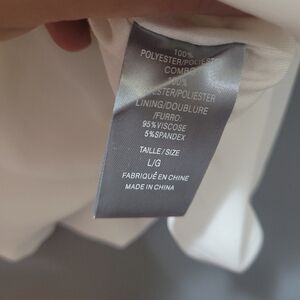 100%
POLYESTER/POLIEST
COMBO
100%
POLYESTER/POLIESTER
LINING/DOUBLURE
/FURRO:
95%VISCOSE
5%SPANDEX
TAILLE/SIZE
L/G
FABRIQUÉ EN CHINE
MADE IN CHINA